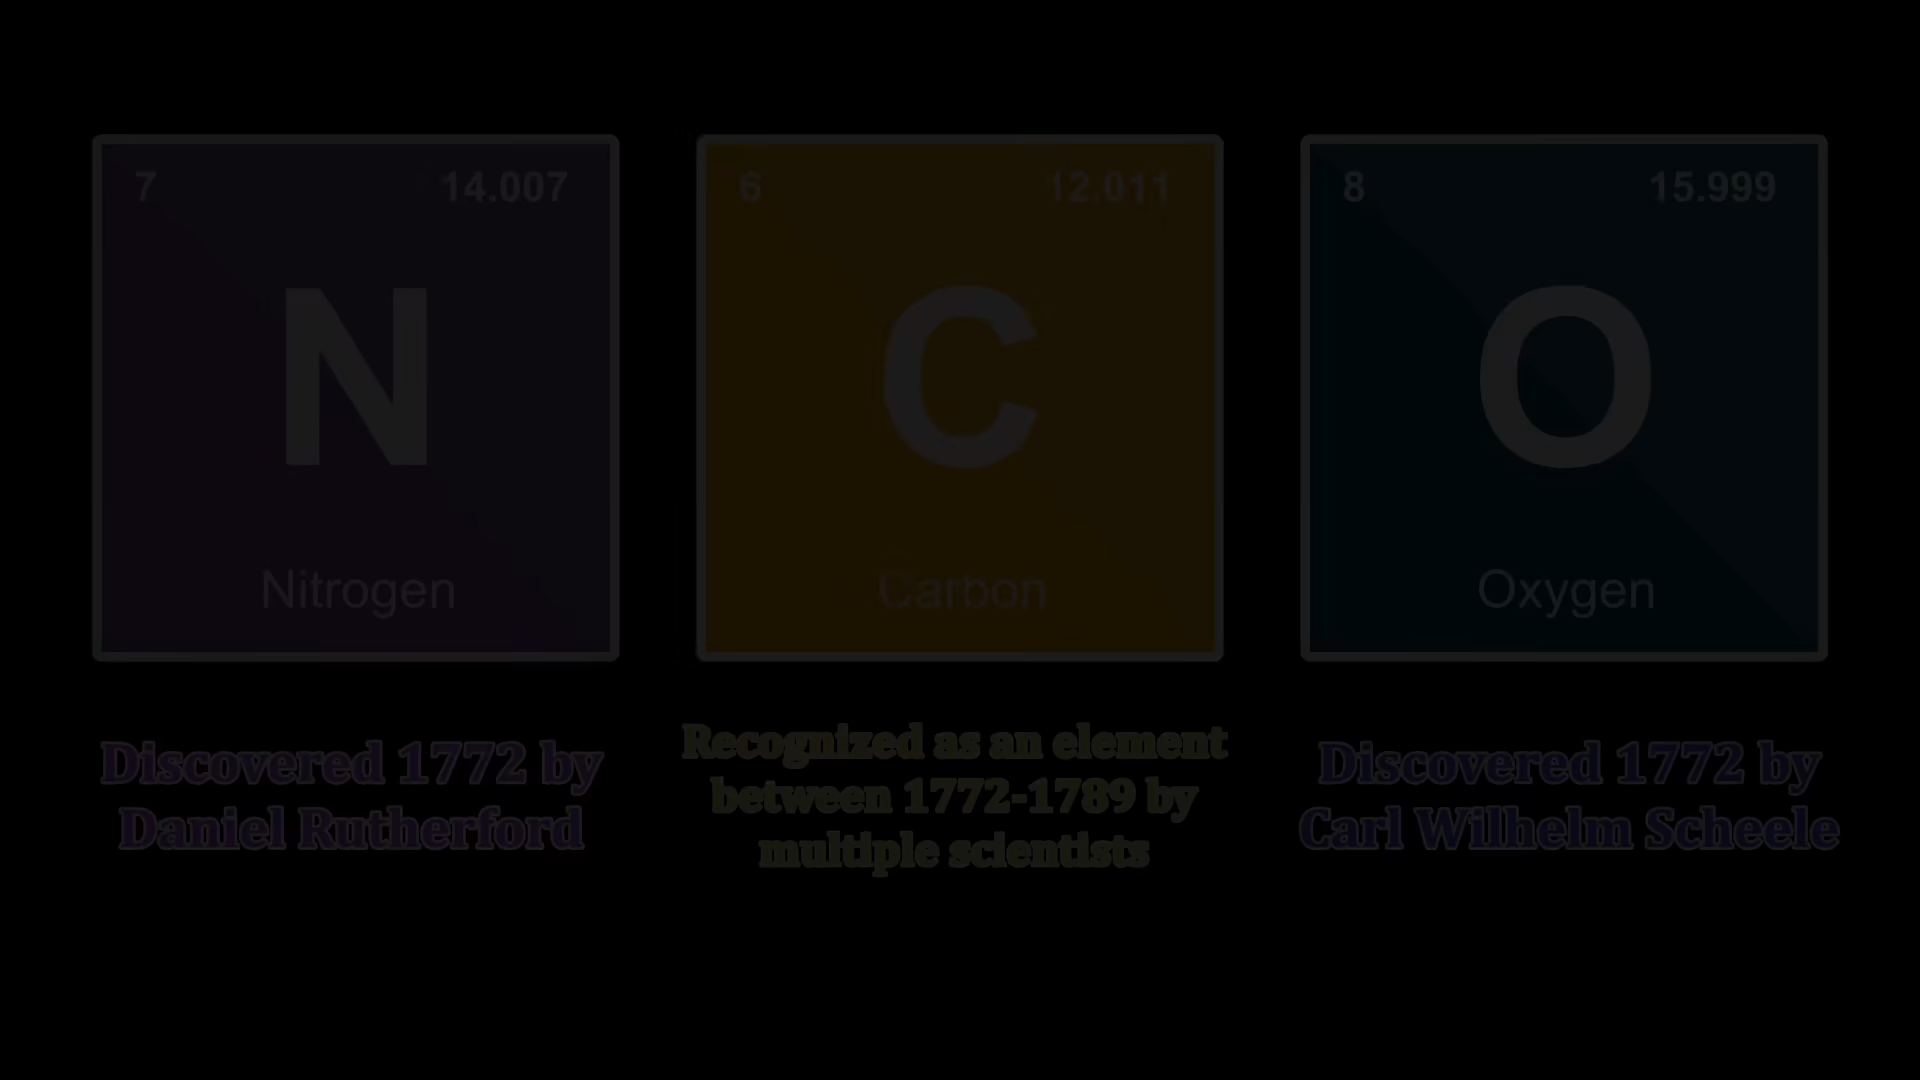 7 14.007
N
Nitrogen
Discovered 1772 by
Daniel Rutherford
6 12.011
C
Carbon
Recognized as an element
between 1772-1789 by
multiple scientists
8 15.999
O
Oxygen
Discovered 1772 by
Carl Wilhelm Scheele